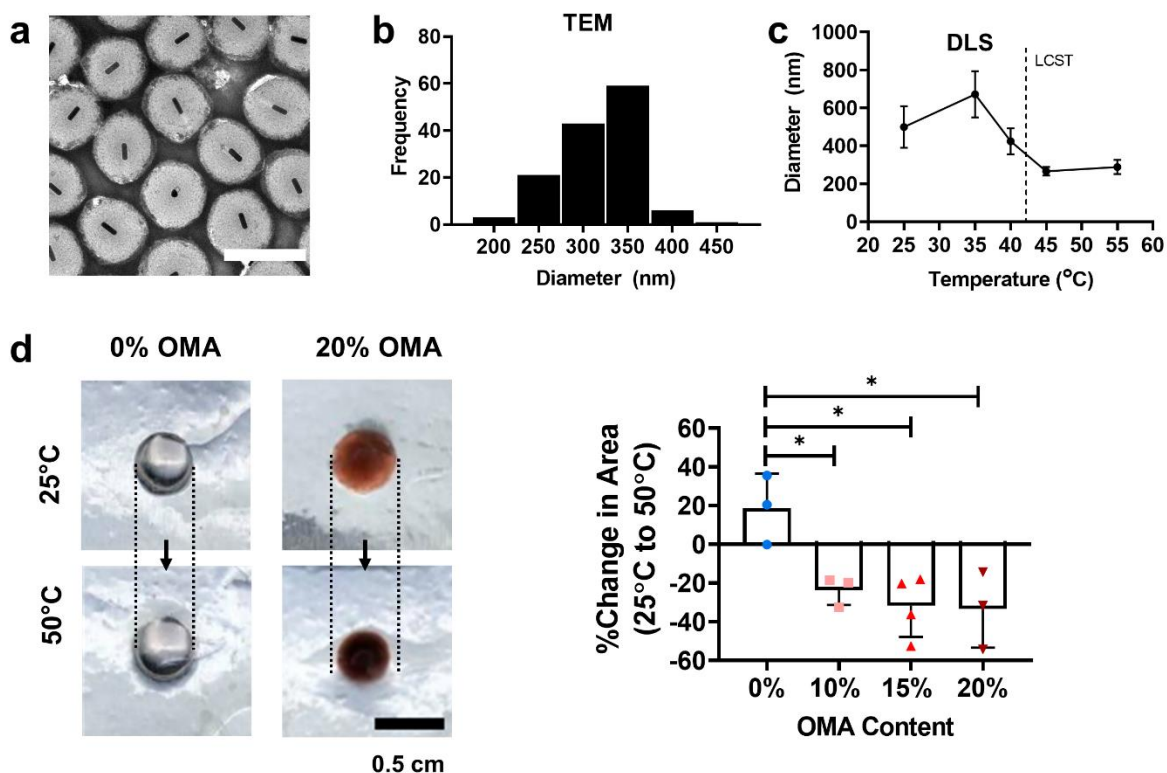 a
b
TEM
Frequency
80
60
40
20
0
200 250 300 350 400 450
Diameter (nm)
c
DLS
LCST
Diameter (nm)
1000
800
600
400
200
0
20 25 30 35 40 45 50 55 60
Temperature (°C)
d
0% OMA 20% OMA
25°C
50°C
0.5 cm
%Change in Area
(25°C to 50°C)
* 
*
*
60
40
20
0
-20
-40
-60
0% 10% 15% 20%
OMA Content